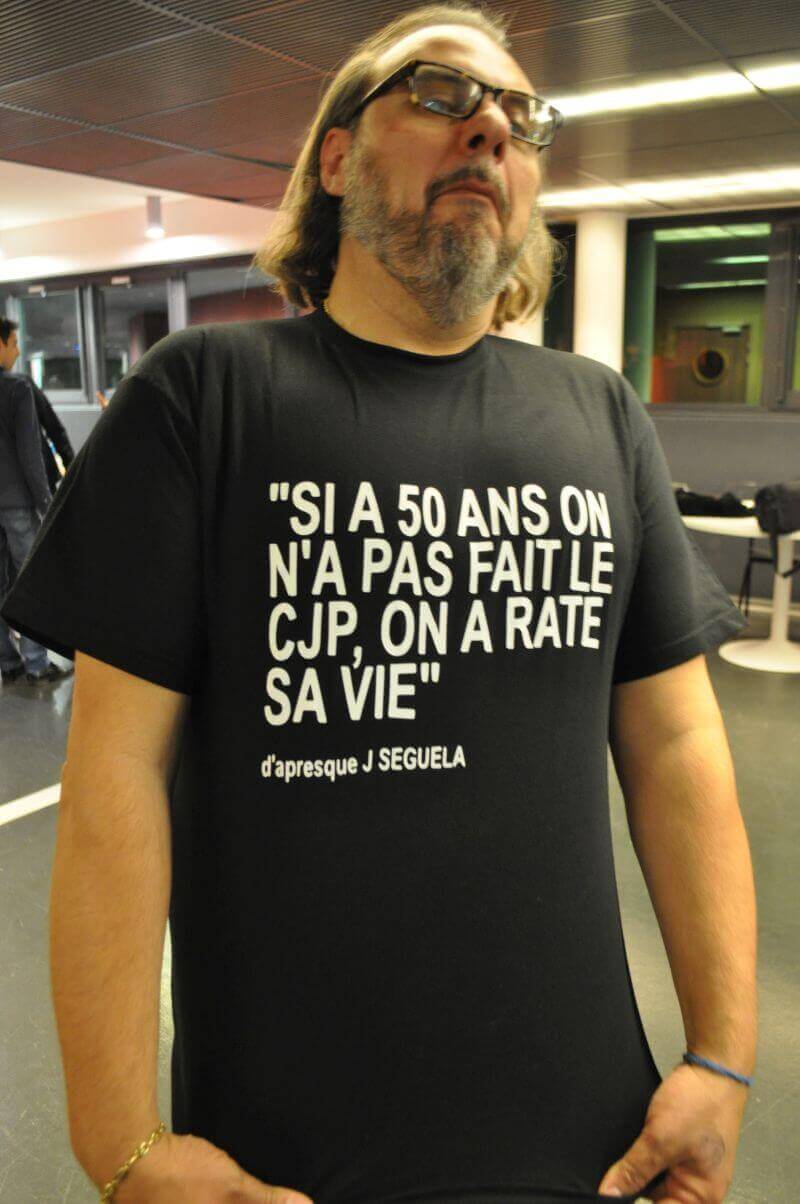 "SI A 50 ANS ON
N'A PAS FAIT LE
CJP, ON A RATE
SA VIE"
d'apresque J SEGUELA